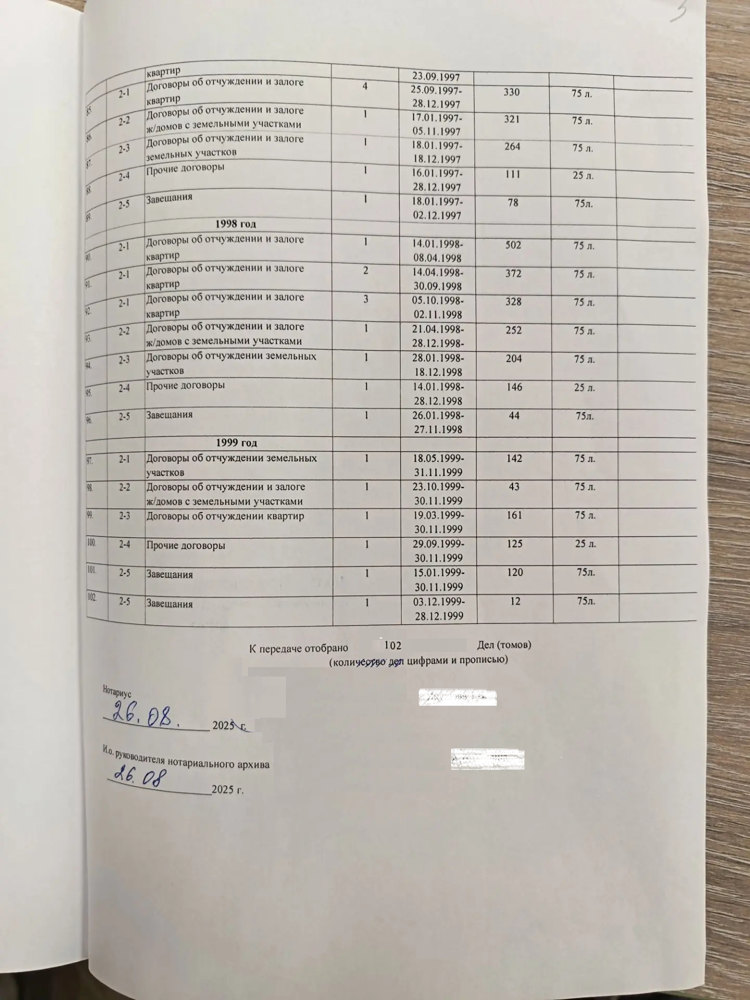 5
квартир 23.09.1997
85. 2-1 Договоры об отчуждении и залоге 4 25.09.1997- 330 75 л.
квартир 28.12.1997
86. 2-2 Договоры об отчуждении и залоге 1 17.01.1997- 321 75 л.
ж/домов с земельными участками 05.11.1997
87. 2-3 Договоры об отчуждении и залоге 1 18.01.1997- 264 75 л.
земельных участков 18.12.1997
88. 2-4 Прочие договоры 1 16.01.1997- 111 25 л.
28.12.1997
89. 2-5 Завещания 1 18.01.1997- 78 75л.
02.12.1997
1998 год
90. 2-1 Договоры об отчуждении и залоге 1 14.01.1998- 502 75 л.
квартир 08.04.1998
91. 2-1 Договоры об отчуждении и залоге 2 14.04.1998- 372 75 л.
квартир 30.09.1998
92. 2-1 Договоры об отчуждении и залоге 3 05.10.1998- 328 75 л.
квартир 02.11.1998
93. 2-2 Договоры об отчуждении и залоге 1 21.04.1998- 252 75 л.
ж/домов с земельными участками 28.12.1998-
94. 2-3 Договоры об отчуждении земельных 1 28.01.1998- 204 75 л.
участков 18.12.1998
95. 2-4 Прочие договоры 1 14.01.1998- 146 25 л.
28.12.1998
96. 2-5 Завещания 1 26.01.1998- 44 75л.
27.11.1998
1999 год
97. 2-1 Договоры об отчуждении земельных 1 18.05.1999- 142 75 л.
участков 31.11.1999
98. 2-2 Договоры об отчуждении и залоге 1 23.10.1999- 43 75 л.
ж/домов с земельными участками 30.11.1999
99. 2-3 Договоры об отчуждении квартир 1 19.03.1999- 161 75 л.
30.11.1999
100. 2-4 Прочие договоры 1 29.09.1999- 125 25 л.
30.11.1999
101. 2-5 Завещания 1 15.01.1999- 120 75л.
30.11.1999
102. 2-5 Завещания 1 03.12.1999- 12 75л.
28.12.1999
К передаче отобрано 102 Дел (томов)
(количество дел цифрами и прописью)
Нотариус
26.08. 2025 г.
И.о. руководителя нотариального архива
26.08 2025 г.